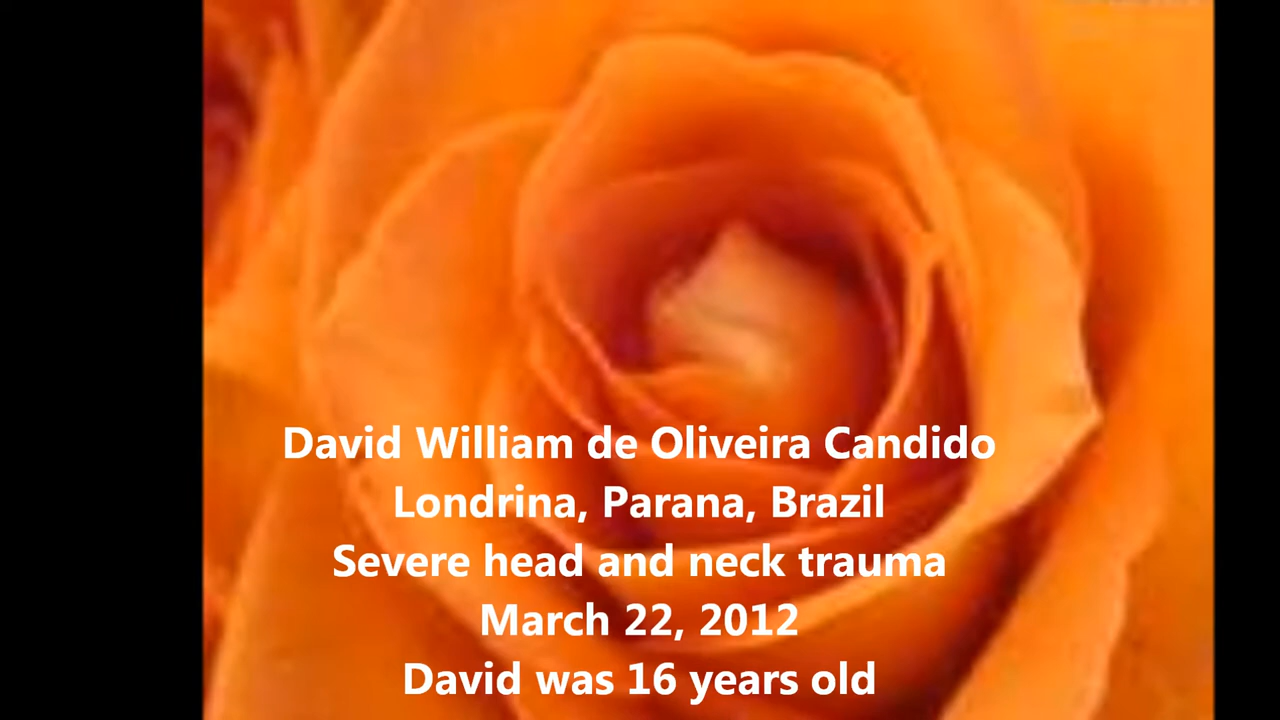 David William de Oliveira Candido
Londrina, Parana, Brazil
Severe head and neck trauma
March 22, 2012
David was 16 years old